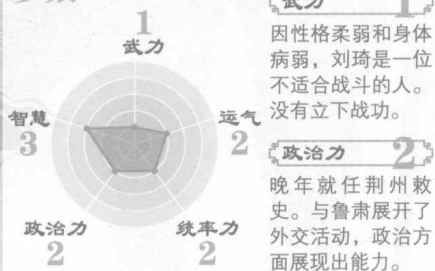 1
武力
智慧
3
运气
2
政治力
2
统率力
2
武力 1
因性格柔弱和身体
病弱，刘琦是一位
不适合战斗的人。
没有立下战功。
政治力 2
晚年就任荆州敕
史。与鲁肃展开了
外交活动，政治方
面展现出能力。